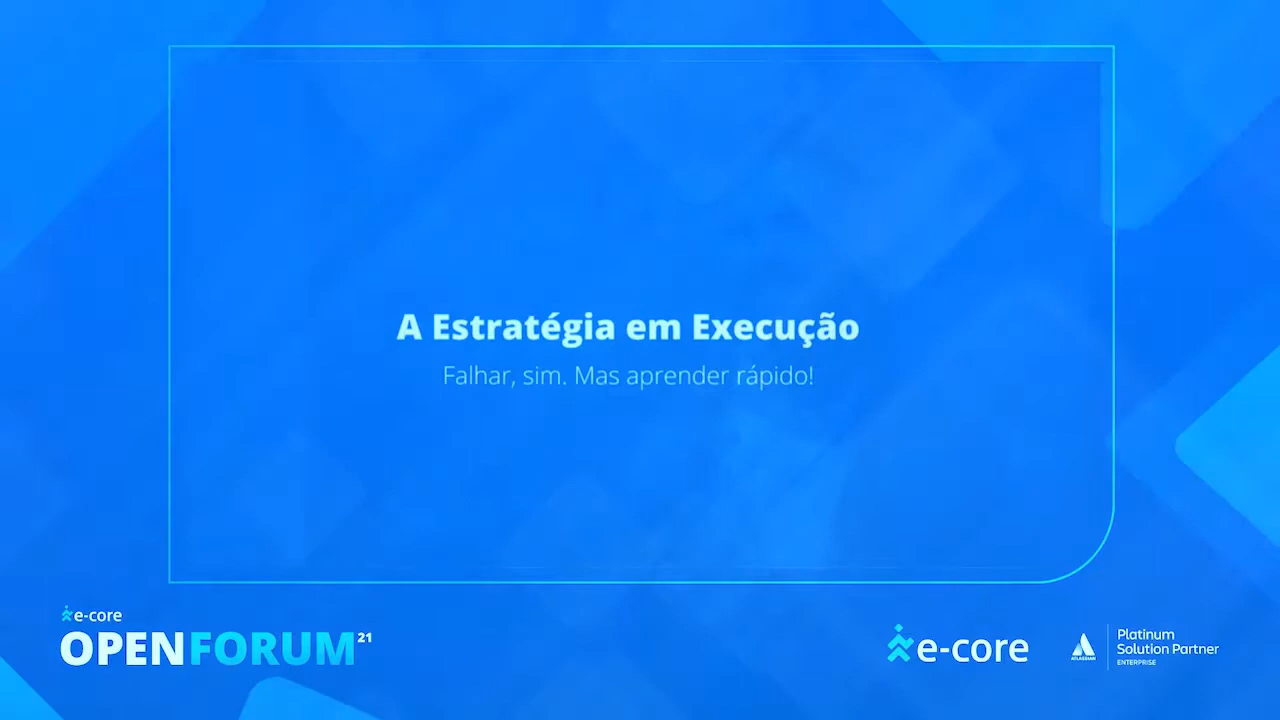 A Estratégia em Execução
Falhar, sim. Mas aprender rápido!
e-core
OPENFORUM21
e-core
ATLASSIAN
Platinum
Solution Partner
ENTERPRISE